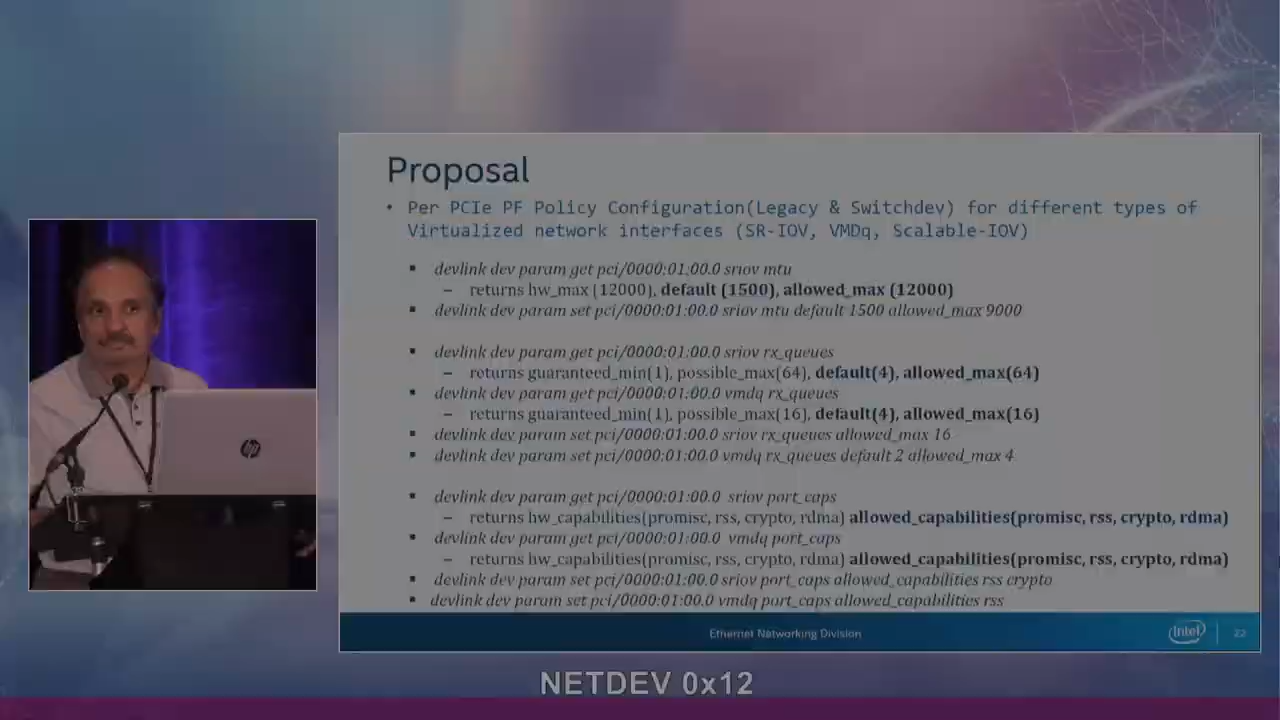 Proposal
• Per PCIe PF Policy Configuration(Legacy & Switchdev) for different types of
Virtualized network interfaces (SR-IOV, VMDq, Scalable-IOV)
▪ devlink dev param get pci/0000:01:00.0 sriov mtu
– returns hw_max (12000), default (1500), allowed_max (12000)
▪ devlink dev param set pci/0000:01:00.0 sriov mtu default 1500 allowed_max 9000
▪ devlink dev param get pci/0000:01:00.0 sriov rx_queues
– returns guaranteed_min(1), possible_max(64), default(4), allowed_max(64)
▪ devlink dev param get pci/0000:01:00.0 vmdq rx_queues
– returns guaranteed_min(1), possible_max(16), default(4), allowed_max(16)
▪ devlink dev param set pci/0000:01:00.0 sriov rx_queues allowed_max 16
▪ devlink dev param set pci/0000:01:00.0 vmdq rx_queues default 2 allowed_max 4
▪ devlink dev param get pci/0000:01:00.0 sriov port_caps
– returns hw_capabilities(promisc, rss, crypto, rdma) allowed_capabilities(promisc, rss, crypto, rdma)
▪ devlink dev param get pci/0000:01:00.0 vmdq port_caps
– returns hw_capabilities(promisc, rss, crypto, rdma) allowed_capabilities(promisc, rss, crypto, rdma)
▪ devlink dev param set pci/0000:01:00.0 sriov port_caps allowed_capabilities rss crypto
▪ devlink dev param set pci/0000:01:00.0 vmdq port_caps allowed_capabilities rss
Ethernet Networking Division
intel
22
hp
NETDEV 0x12